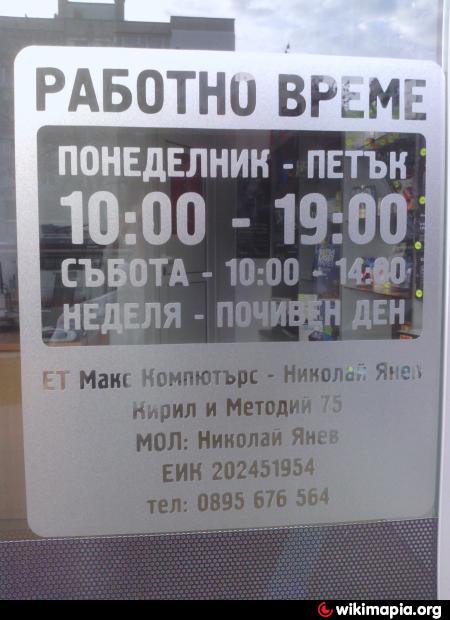 РАБОТНО ВРЕМЕ
ПОНЕДЕЛНИК - ПЕТЪК
10:00 - 19:00
СЪБОТА - 10:00 - 14:00
НЕДЕЛЯ - ПОЧИВЕН ДЕН
ЕТ Макс Компютърс - Николай Янев
Кирил и Методий 75
МОЛ: Николай Янев
ЕИК 202451954
тел: 0895 676 564
wikimapia.org